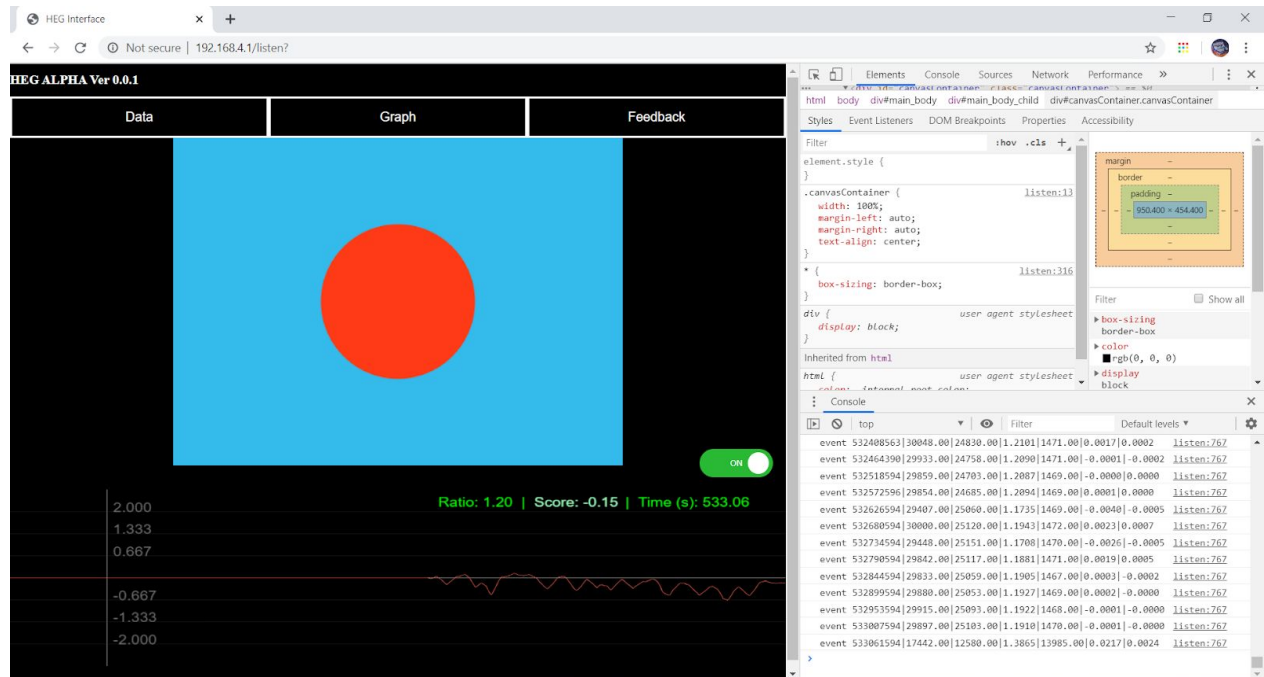 HEG Interface
Not secure | 192.168.4.1/listen?
HEG ALPHA Ver 0.0.1
Data Graph Feedback
ON
Ratio: 1.20 | Score: -0.15 | Time (s): 533.06
2.000
1.333
0.667
-0.667
-1.333
-2.000
Elements Console Sources Network Performance »
html body div#main_body div#main_body_child div#canvasContainer.canvasContainer
Styles Event Listeners DOM Breakpoints Properties Accessibility
Filter :hov .cls +
element.style {
}
.canvasContainer { listen:13
width: 100%;
margin-left: auto;
margin-right: auto;
text-align: center;
}
* { listen:316
box-sizing: border-box;
}
div { user agent stylesheet
display: block;
}
Inherited from html
html { user agent stylesheet
margin –
border –
padding –
950.400 × 454.400
Filter Show all
box-sizing
border-box
color
rgb(0, 0, 0)
display
block
Console
top Filter Default levels ▼
event 532408563|30048.00|24830.00|1.2101|1471.00|0.0017|0.0002 listen:767
event 532464390|29933.00|24758.00|1.2090|1471.00|-0.0001|-0.0002 listen:767
event 532518594|29859.00|24703.00|1.2087|1469.00|-0.0000|0.0000 listen:767
event 532572596|29854.00|24685.00|1.2094|1469.00|0.0001|0.0000 listen:767
event 532626594|29407.00|25060.00|1.1735|1469.00|-0.0040|-0.0005 listen:767
event 532680594|30000.00|25120.00|1.1943|1472.00|0.0023|0.0007 listen:767
event 532734594|29448.00|25151.00|1.1708|1470.00|-0.0026|-0.0005 listen:767
event 532790594|29842.00|25117.00|1.1881|1471.00|0.0019|0.0005 listen:767
event 532844594|29833.00|25059.00|1.1905|1467.00|0.0003|-0.0002 listen:767
event 532899594|29880.00|25053.00|1.1927|1469.00|0.0002|-0.0000 listen:767
event 532953594|29915.00|25093.00|1.1922|1468.00|-0.0001|-0.0000 listen:767
event 533007594|29897.00|25103.00|1.1910|1470.00|-0.0001|-0.0000 listen:767
event 533061594|17442.00|12580.00|1.3865|13985.00|0.0217|0.0024 listen:767